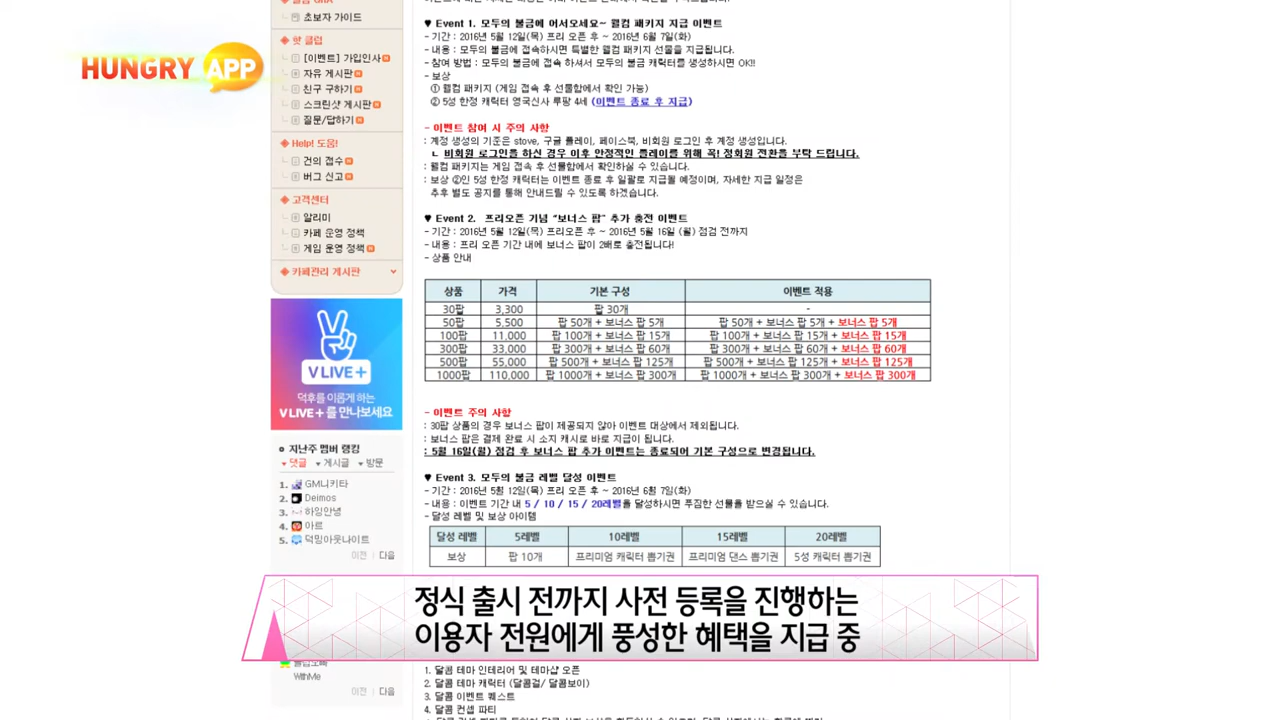 HUNGRY APP
초보자 가이드
핫 클럽
[이벤트] 가입인사
자유 게시판
친구 구하기
스크린샷 게시판
질문/답하기
Help! 도움!
건의 접수
버그 신고
고객센터
알리미
카페 운영 정책
게임 운영 정책
카페관리 게시판
V LIVE+
덕후를 이롭게 하는
V LIVE+를 만나보세요
지난주 멤버 랭킹
댓글 게시글 방문
1. GM니키타
2. Deimos
3. 하잉안녕
4. 아르
5. 덕밍아웃나이트
이전 | 다음
WithMe
이전 | 다음
♥ Event 1. 모두의 불금에 어서오세요~ 웰컴 패키지 지급 이벤트
- 기간 : 2016년 5월 12일(목) 프리 오픈 후 ~ 2016년 6월 7일(화)
- 내용 : 모두의 불금에 접속하시면 특별한 웰컴 패키지 선물을 지급됩니다.
- 참여 방법 : 모두의 불금에 접속 하셔서 모두의 불금 캐릭터를 생성하시면 OK!!
- 보상
① 웰컴 패키지 (게임 접속 후 선물함에서 확인 가능)
② 5성 한정 캐릭터 영국신사 루팡 4세 (이벤트 종료 후 지급)
- 이벤트 참여 시 주의 사항
: 계정 생성의 기준은 stove, 구글 플레이, 페이스북, 비회원 로그인 후 계정 생성입니다.
ㄴ 비회원 로그인을 하신 경우 이후 안정적인 플레이를 위해 꼭! 정회원 전환을 부탁 드립니다.
: 웰컴 패키지는 게임 접속 후 선물함에서 확인하실 수 있습니다.
: 보상 ②인 5성 한정 캐릭터는 이벤트 종료 후 일괄로 지급될 예정이며, 자세한 지급 일정은
추후 별도 공지를 통해 안내드릴 수 있도록 하겠습니다.
♥ Event 2. 프리오픈 기념 "보너스 팝" 추가 충전 이벤트
- 기간 : 2016년 5월 12일(목) 프리오픈 후 ~ 2016년 5월 16일 (월) 점검 전까지
- 내용 : 프리 오픈 기간 내에 보너스 팝이 2배로 충전됩니다!
- 상품 안내
상품 가격 기본 구성 이벤트 적용
30팝 3,300 팝 30개 -
50팝 5,500 팝 50개 + 보너스 팝 5개 팝 50개 + 보너스 팝 5개 + 보너스 팝 5개
100팝 11,000 팝 100개 + 보너스 팝 15개 팝 100개 + 보너스 팝 15개 + 보너스 팝 15개
300팝 33,000 팝 300개 + 보너스 팝 60개 팝 300개 + 보너스 팝 60개 + 보너스 팝 60개
500팝 55,000 팝 500개 + 보너스 팝 125개 팝 500개 + 보너스 팝 125개 + 보너스 팝 125개
1000팝 110,000 팝 1000개 + 보너스 팝 300개 팝 1000개 + 보너스 팝 300개 + 보너스 팝 300개
- 이벤트 주의 사항
: 30팝 상품의 경우 보너스 팝이 제공되지 않아 이벤트 대상에서 제외됩니다.
: 보너스 팝은 결제 완료 시 소지 캐시로 바로 지급이 됩니다.
: 5월 16일(월) 점검 후 보너스 팝 추가 이벤트는 종료되어 기본 구성으로 변경됩니다.
♥ Event 3. 모두의 불금 레벨 달성 이벤트
- 기간 : 2016년 5월 12일(목) 프리 오픈 후 ~ 2016년 6월 7일(화)
- 내용 : 이벤트 기간 내 5 / 10 / 15 / 20레벨을 달성하시면 푸짐한 선물을 받으실 수 있습니다.
- 달성 레벨 및 보상 아이템
달성 레벨 5레벨 10레벨 15레벨 20레벨
보상 팝 10개 프리미엄 캐릭터 뽑기권 프리미엄 댄스 뽑기권 5성 캐릭터 뽑기권
정식 출시 전까지 사전 등록을 진행하는
이용자 전원에게 풍성한 혜택을 지급 중
1. 달콤 테마 인테리어 및 테마샵 오픈
2. 달콤 테마 캐릭터 (달콤걸/ 달콤보이)
3. 달콤 이벤트 퀘스트
4. 달콤 컨셉 파티